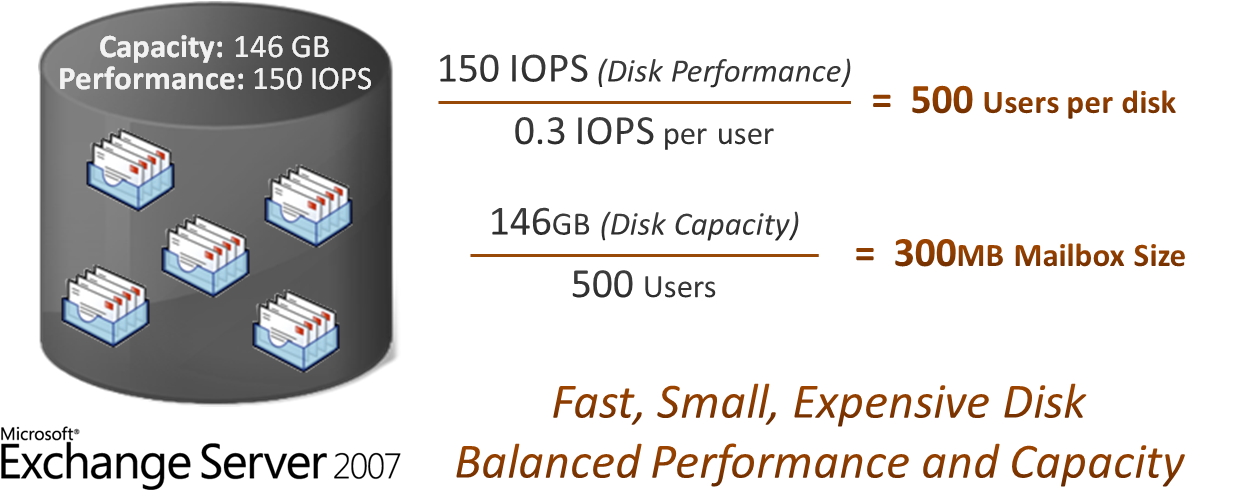 Capacity: 146 GB
Performance: 150 IOPS
150 IOPS (Disk Performance)
0.3 IOPS per user
= 500 Users per disk
146GB (Disk Capacity)
500 Users
= 300MB Mailbox Size
Fast, Small, Expensive Disk
Balanced Performance and Capacity
Microsoft®
Exchange Server 2007